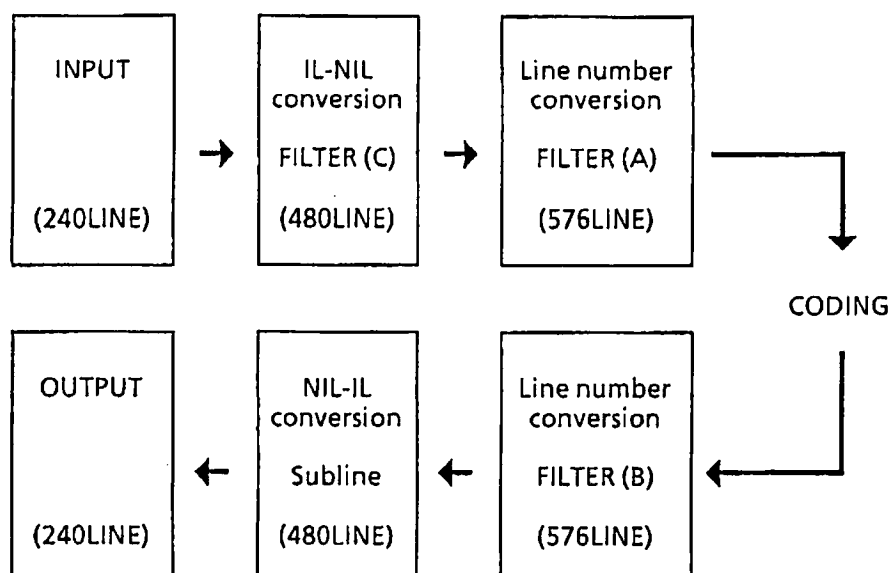 INPUT
(240LINE)
IL-NIL
conversion
FILTER (C)
(480LINE)
Line number
conversion
FILTER (A)
(576LINE)
CODING
OUTPUT
(240LINE)
NIL-IL
conversion
Subline
(480LINE)
Line number
conversion
FILTER (B)
(576LINE)